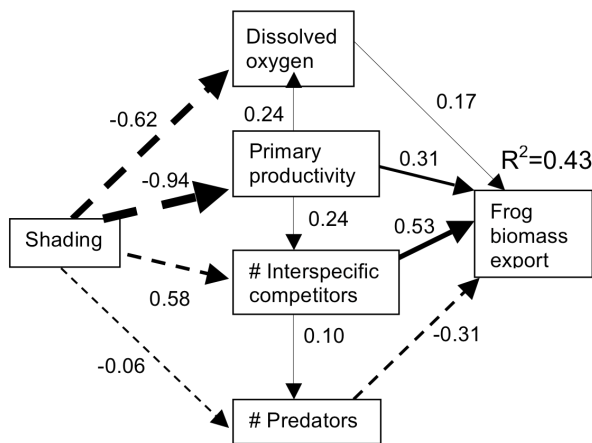 Dissolved
oxygen
-0.62
0.24
0.17
Primary
productivity
-0.94
0.31
R²=0.43
Shading
0.24
0.53
Frog
biomass
export
# Interspecific
competitors
0.58
0.10
-0.31
-0.06
# Predators